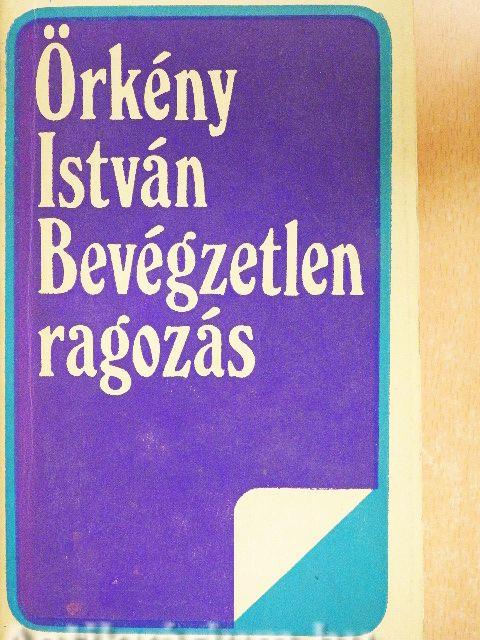 Örkény
István
Bevégzetlen
ragozás